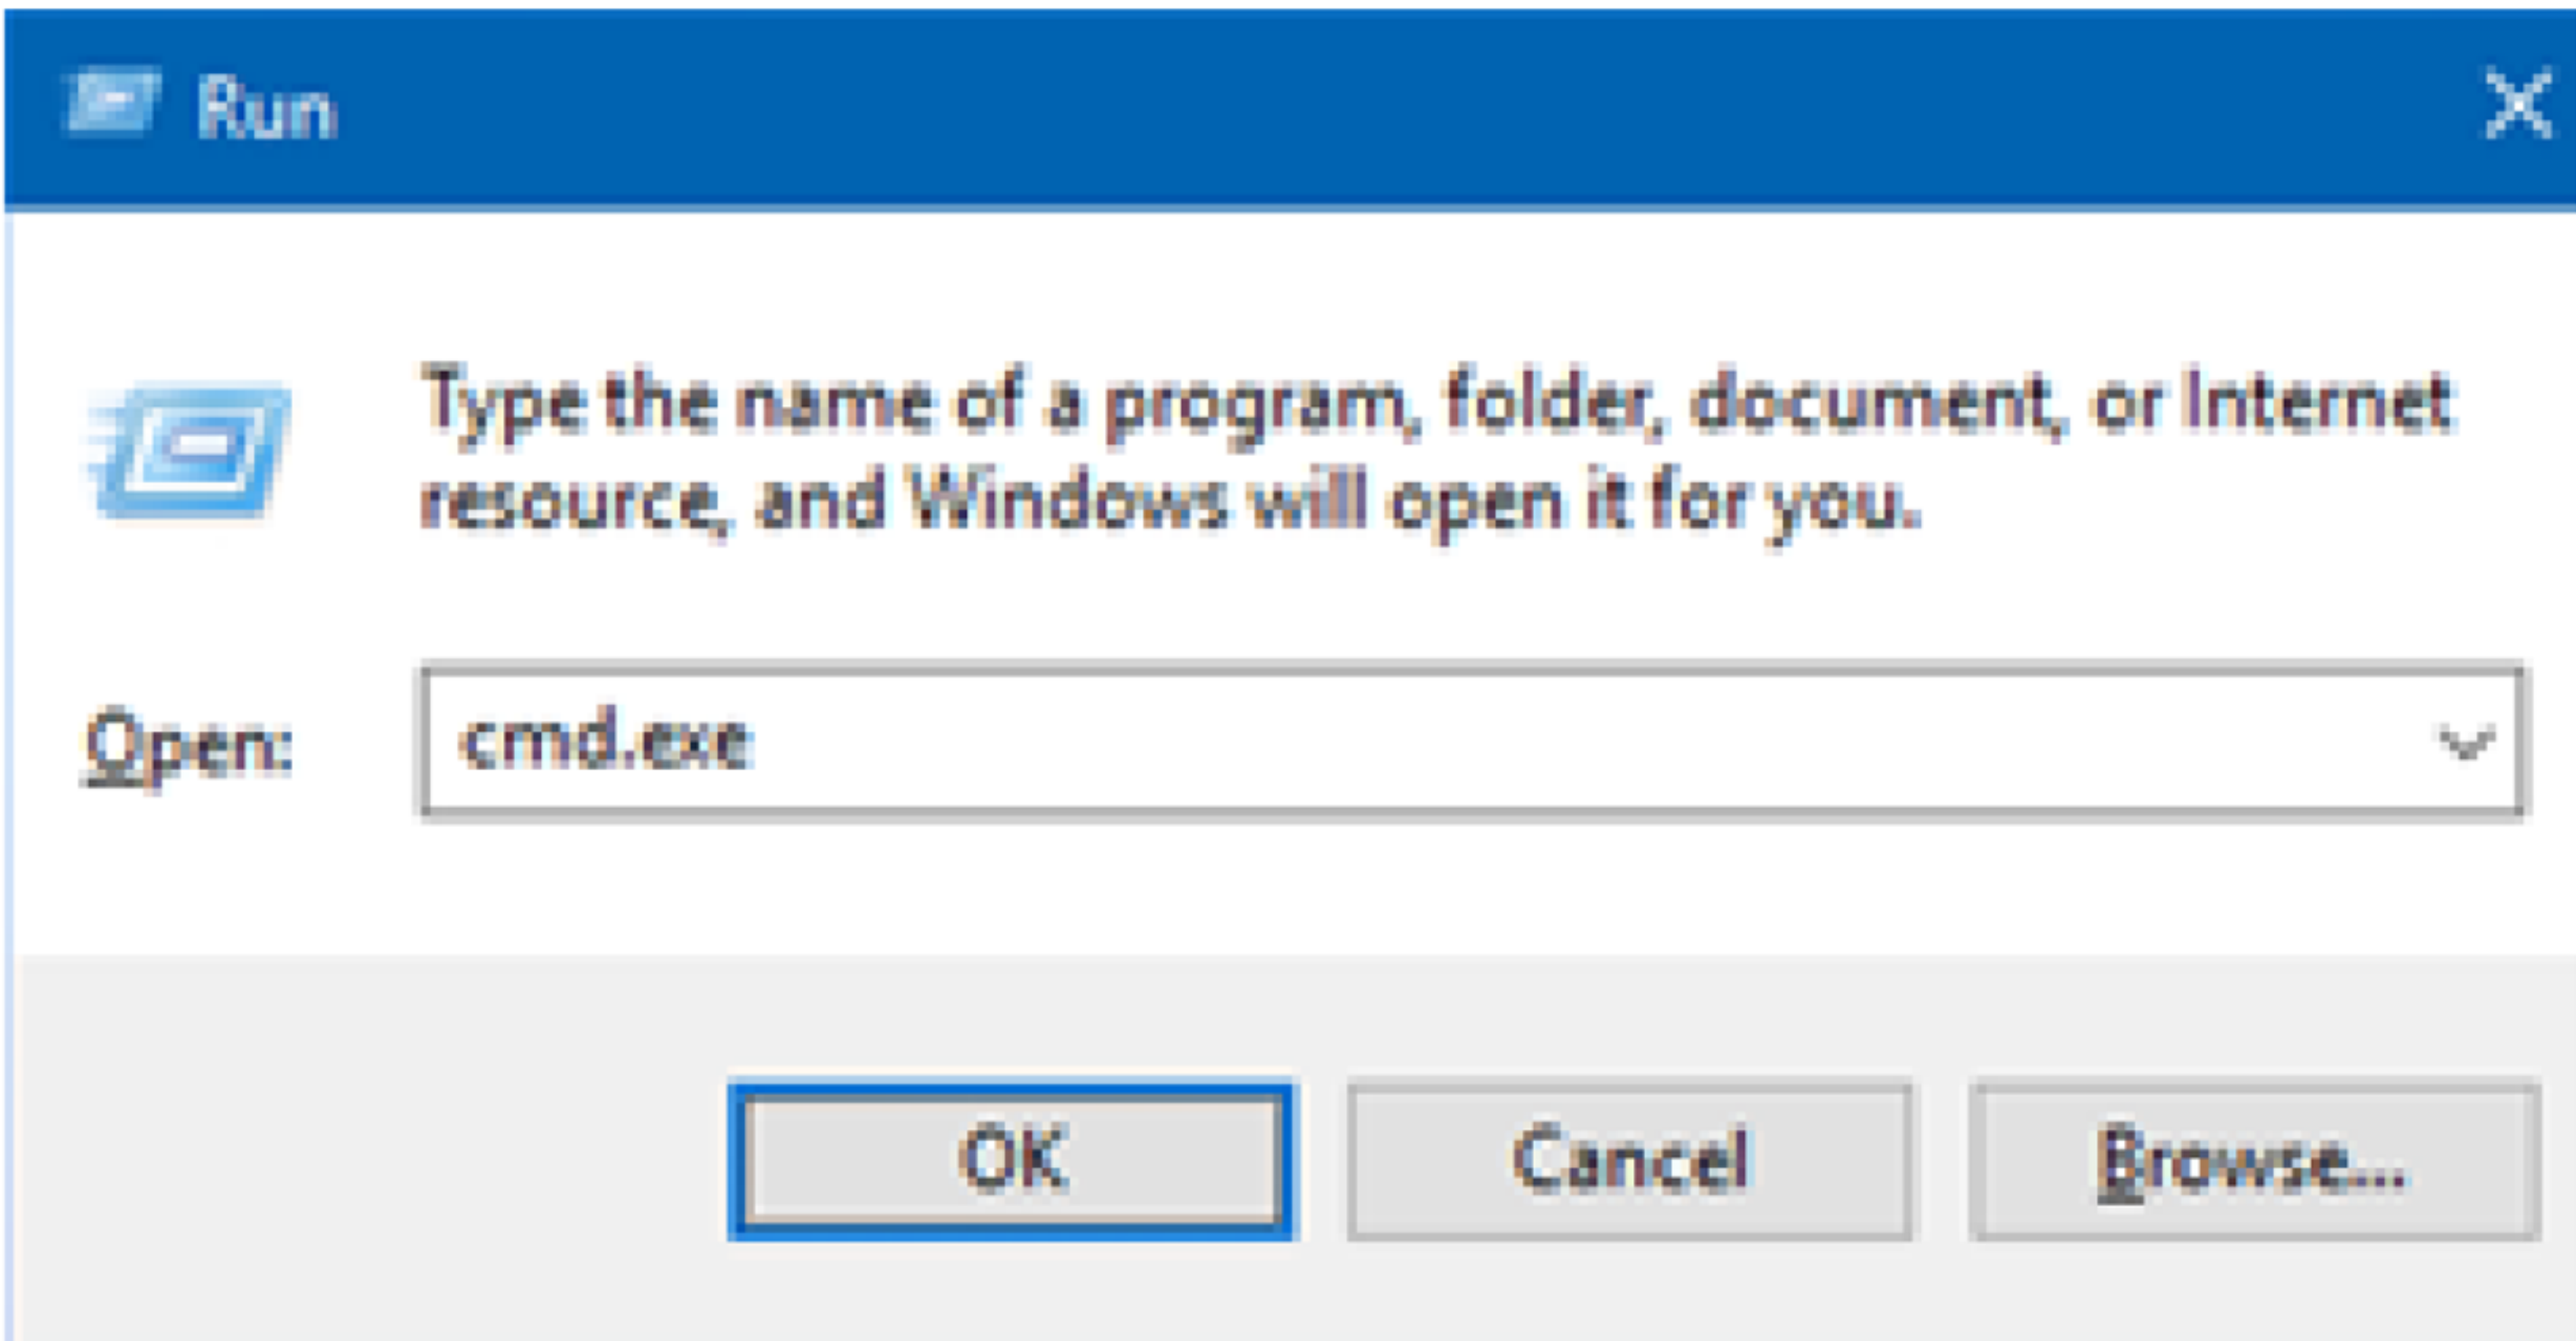 Run
Type the name of a program, folder, document, or Internet
resource, and Windows will open it for you.
Open: cmd.exe
OK Cancel Browse...